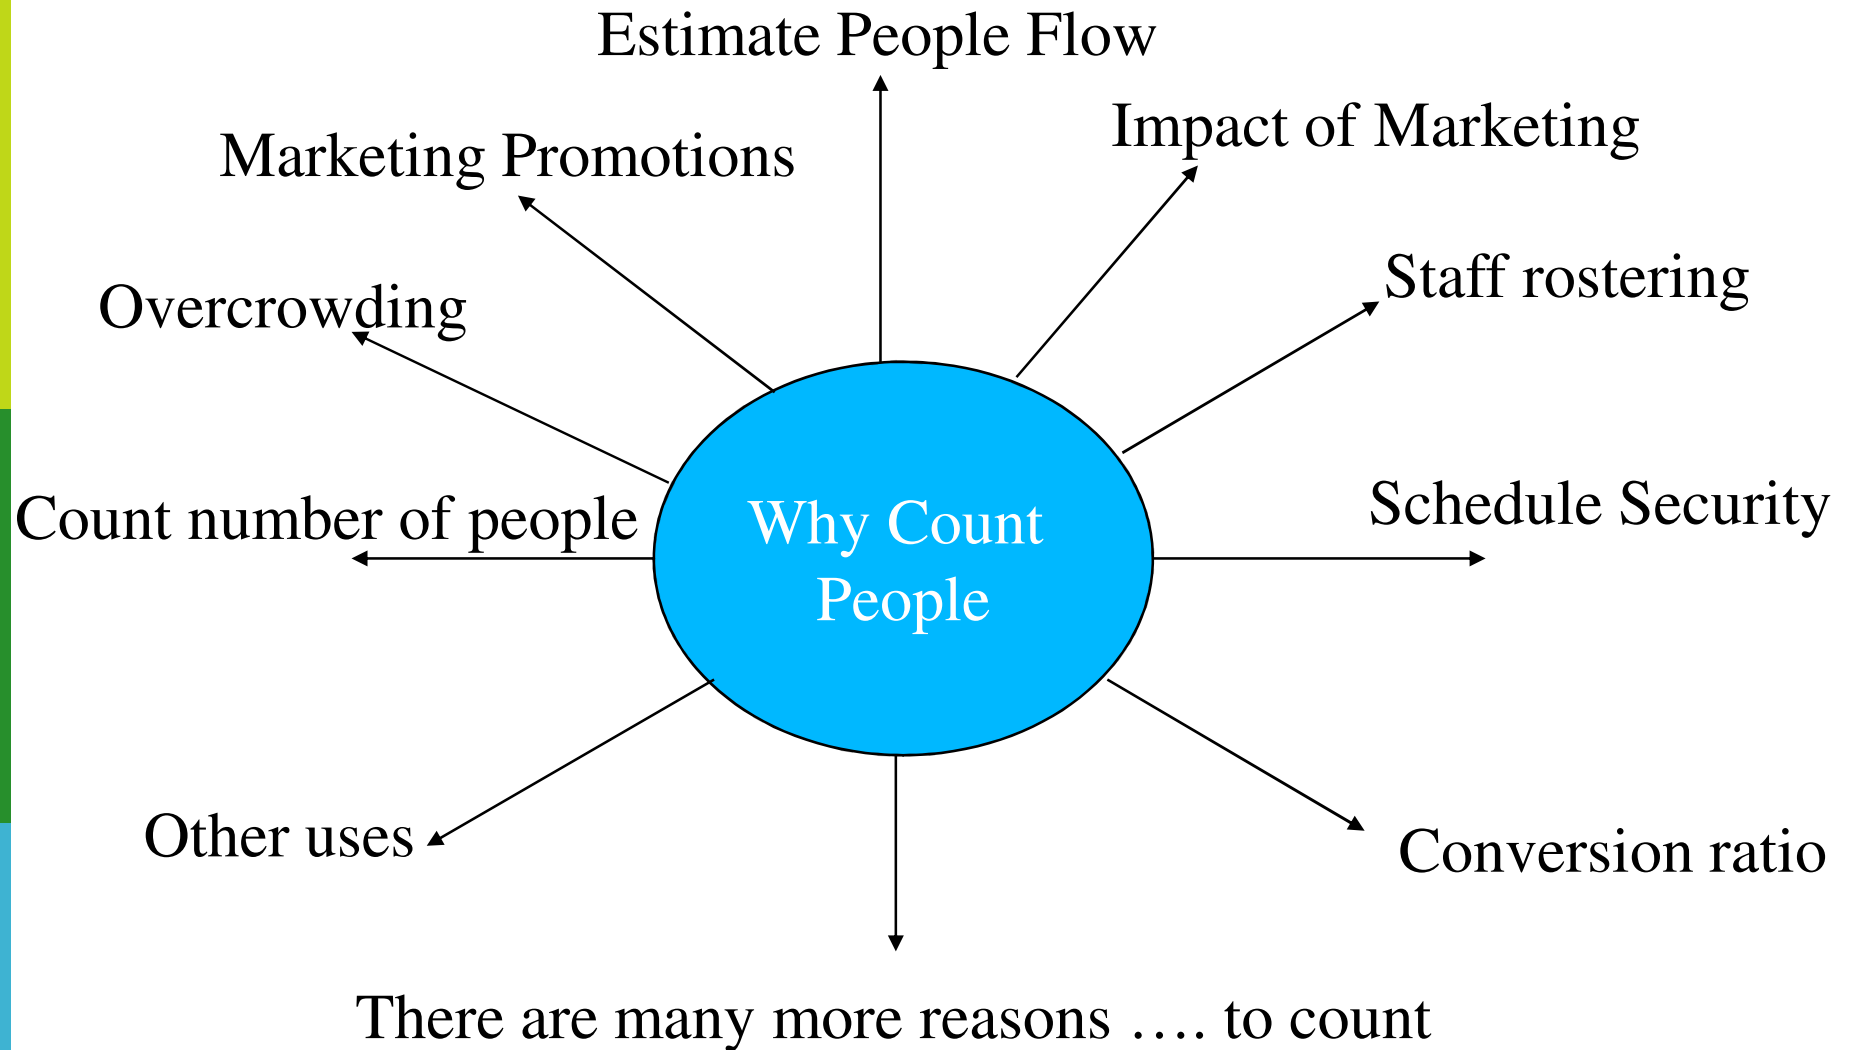 Estimate People Flow
Impact of Marketing
Marketing Promotions
Staff rostering
Overcrowding
Schedule Security
Count number of people
Why Count
People
Other uses
Conversion ratio
There are many more reasons …. to count